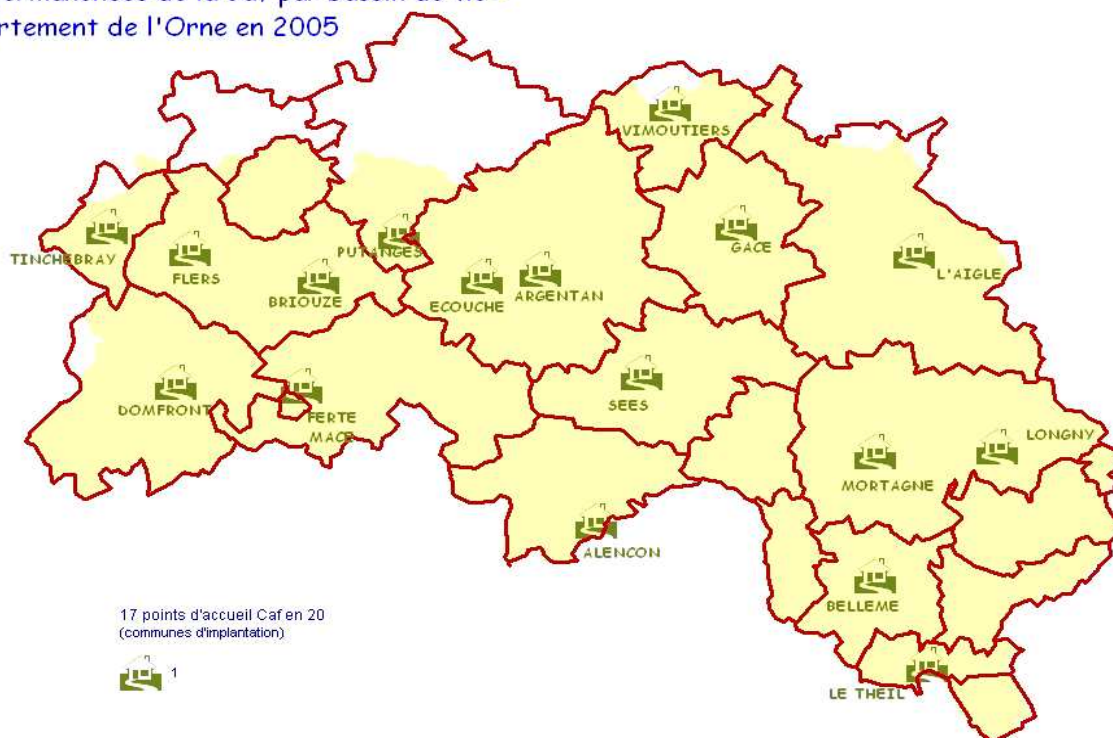 rtement de l'Orne en 2005
VIMOUTIERS
TINCHEBRAY
FLERS
PUTANGES
BRIOUZE
ECOUCHE
ARGENTAN
GACE
L'AIGLE
DOMFRONT
FERTE
MACE
SEES
LONGNY
MORTAGNE
ALENCON
BELLEME
LE THEIL
17 points d'accueil Caf en 20
(communes d'implantation)
1